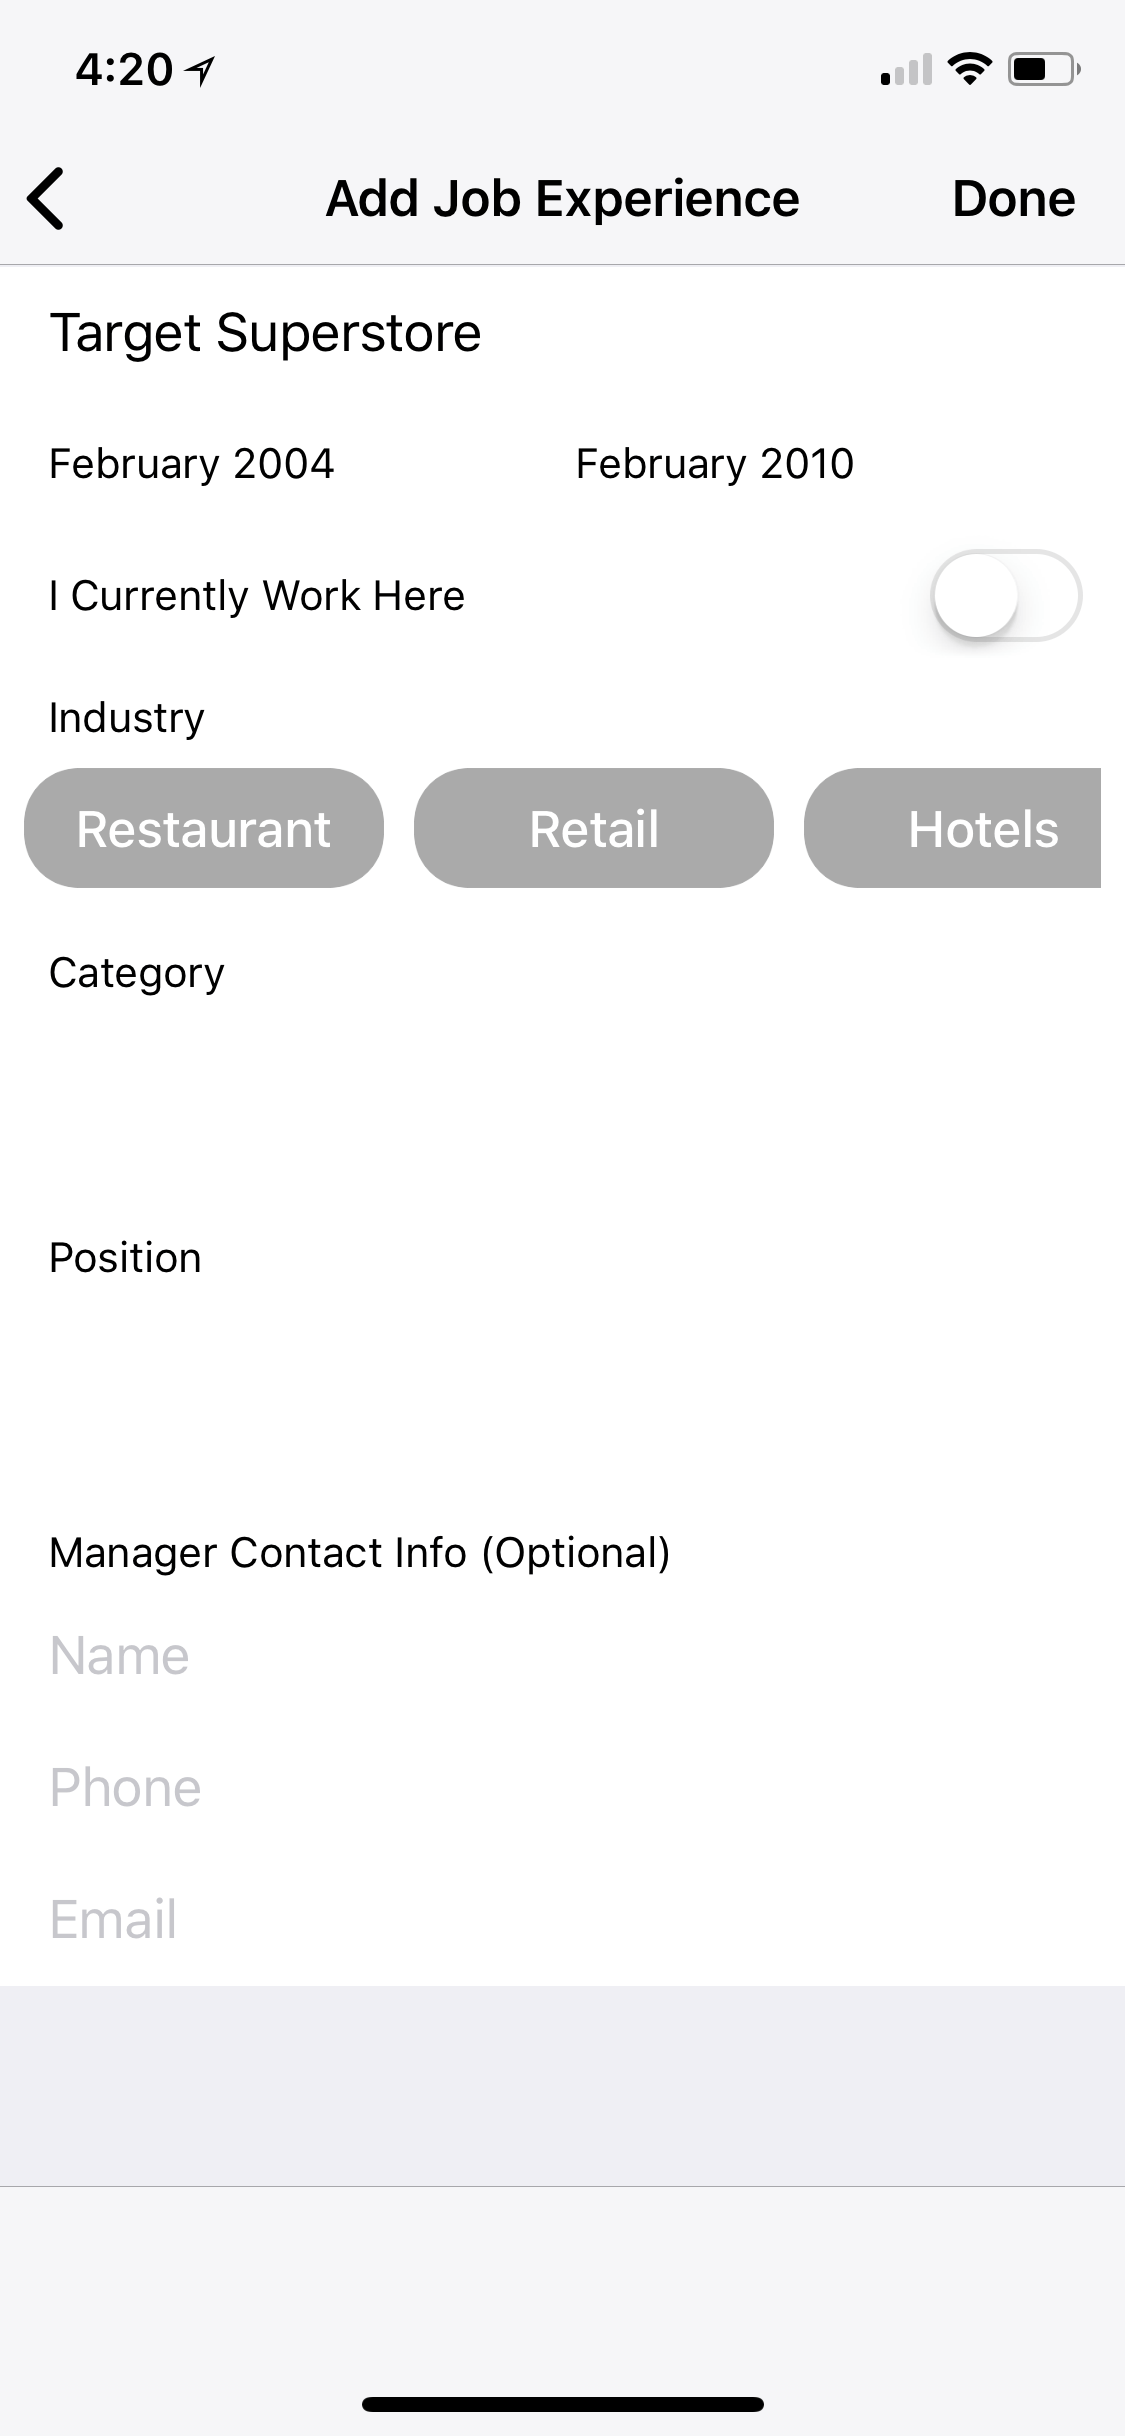 4:20
Add Job Experience Done
Target Superstore
February 2004 February 2010
I Currently Work Here
Industry
Restaurant Retail Hotels
Category
Position
Manager Contact Info (Optional)
Name
Phone
Email